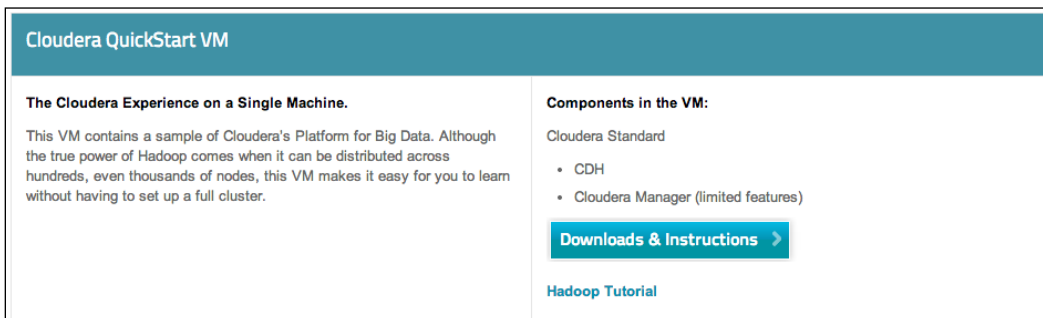 Cloudera QuickStart VM
The Cloudera Experience on a Single Machine.
This VM contains a sample of Cloudera's Platform for Big Data. Although
the true power of Hadoop comes when it can be distributed across
hundreds, even thousands of nodes, this VM makes it easy for you to learn
without having to set up a full cluster.
Components in the VM:
Cloudera Standard
• CDH
• Cloudera Manager (limited features)
Downloads & Instructions
Hadoop Tutorial